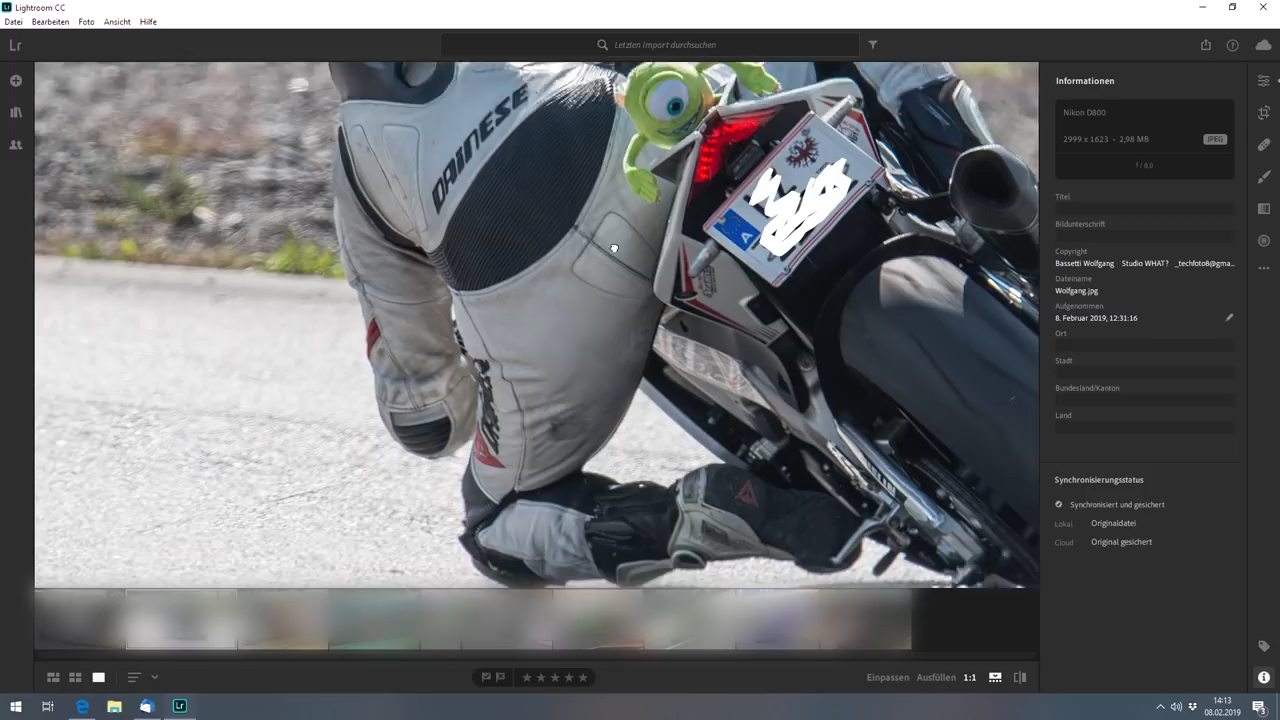 Lightroom CC
Datei Bearbeiten Foto Ansicht Hilfe
Lr
Letzten Import durchsuchen
DAINESE
A
Informationen
Nikon D800
2999 x 1623 • 2,98 MB JPEG
f / 8,0
Titel
Bildunterschrift
Copyright
Bassetti Wolfgang Studio WHAT? _techfoto8@gma...
Dateiname
Wolfgang.jpg
Aufgenommen
8. Februar 2019, 12:31:16
Ort
Stadt
Bundesland/Kanton
Land
Synchronisierungsstatus
Synchronisiert und gesichert
Lokal Originaldatei
Cloud Original gesichert
Einpassen Ausfüllen 1:1
Lr
14:13
08.02.2019